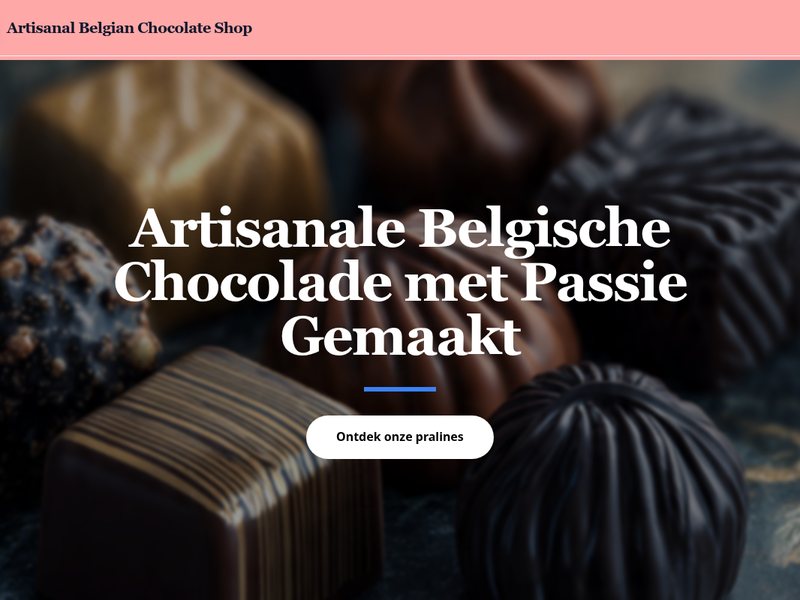 Artisanal Belgian Chocolate Shop
Artisanale Belgische
Chocolade met Passie
Gemaakt
Ontdek onze pralines